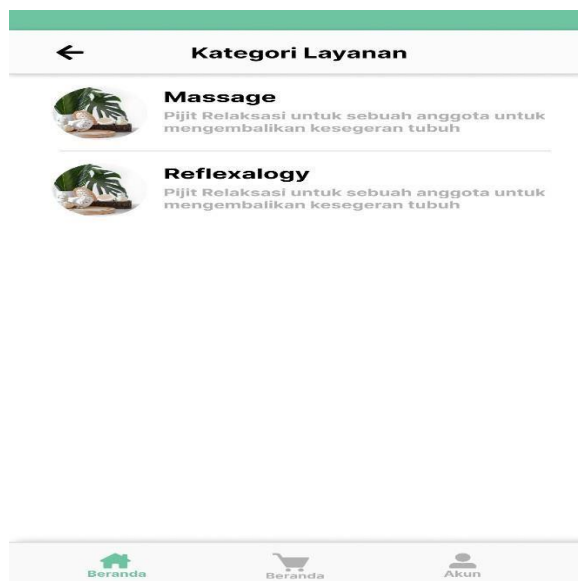 Kategori Layanan
Massage
Pijit Relaksasi untuk sebuah anggota untuk
mengembalikan kesegeran tubuh
Reflexalogy
Pijit Relaksasi untuk sebuah anggota untuk
mengembalikan kesegeran tubuh
Beranda
Beranda
Akun